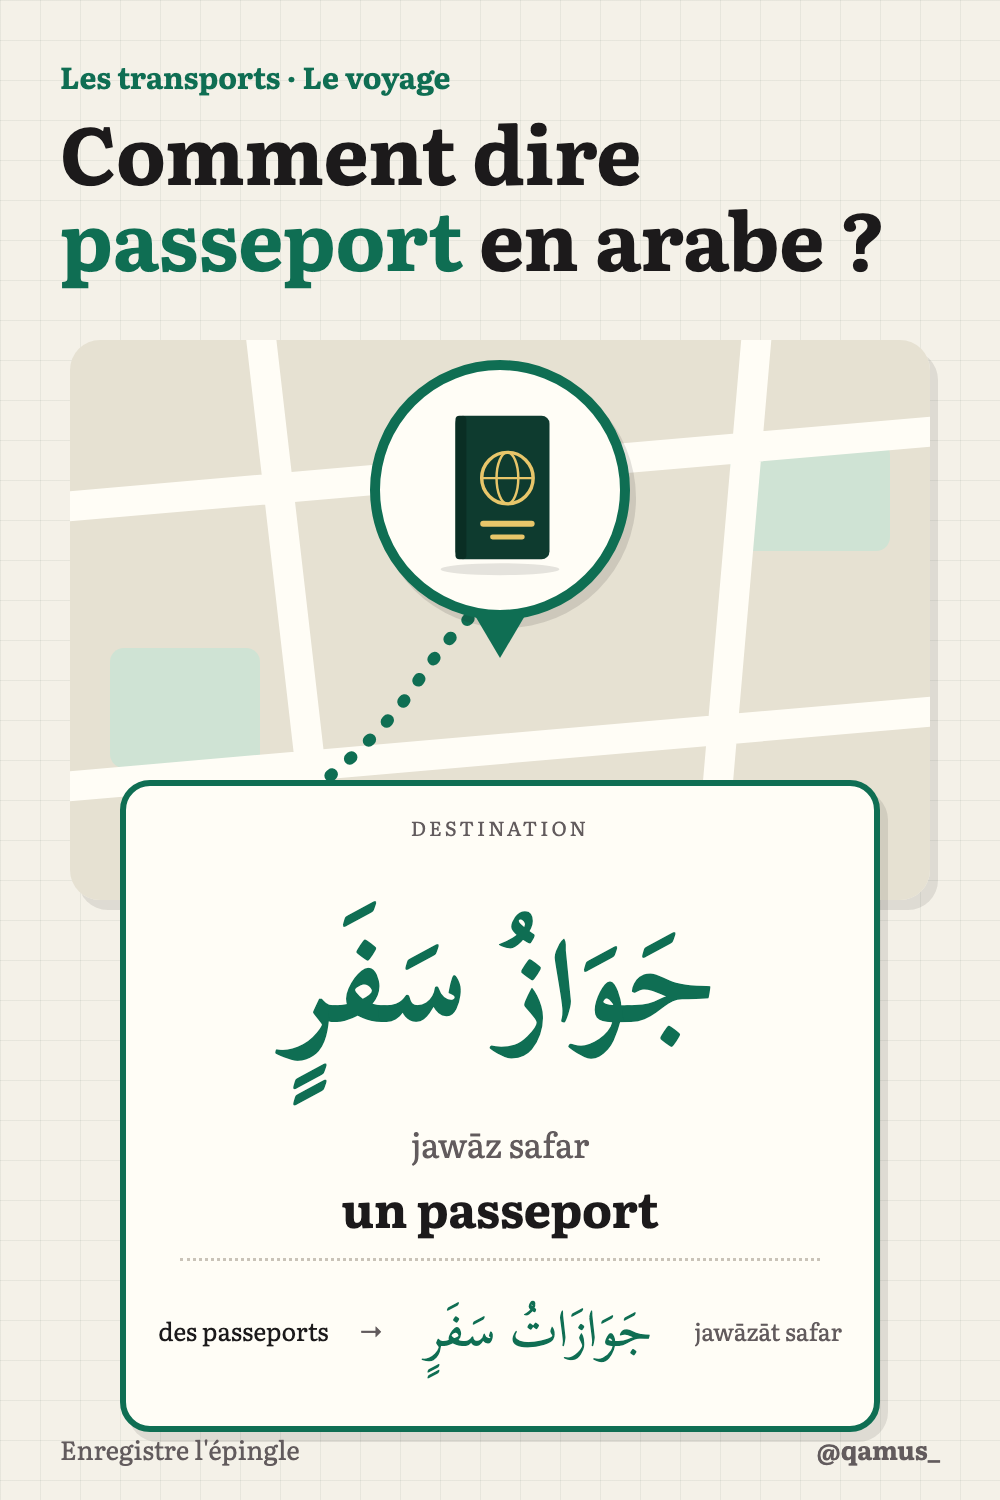 Les transports · Le voyage
Comment dire
passeport en arabe ?
DESTINATION
جَوَازُ سَفَرٍ
jawāz safar
un passeport
des passeports → جَوَازَاتُ سَفَرٍ jawāzāt safar
Enregistre l'épingle @qamus_